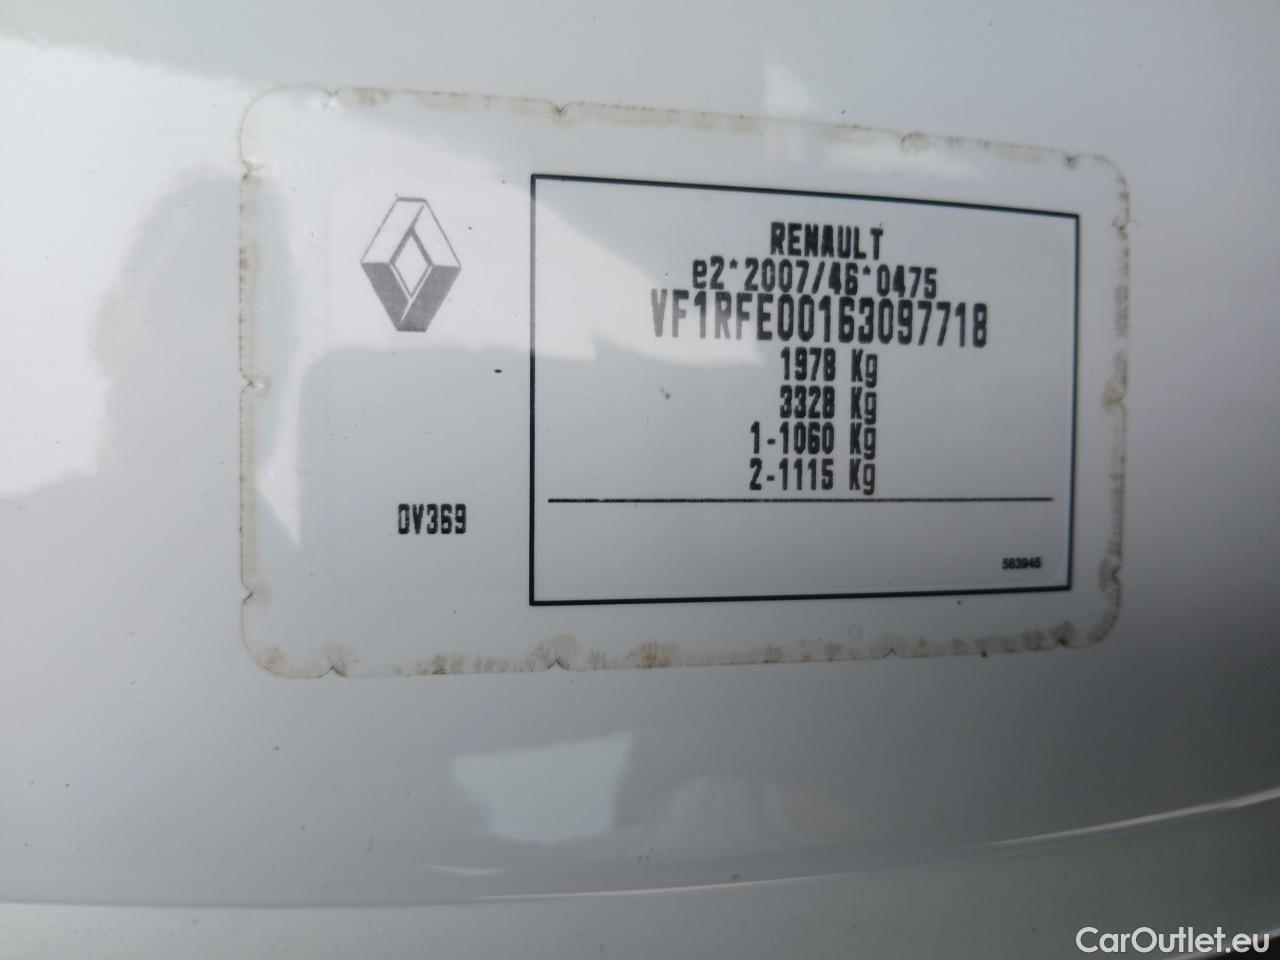 RENAULT
e2*2007/46*0475
VF1RFE00163097718
1978 Kg
3328 Kg
1-1060 Kg
2-1115 Kg
0V369
563945
CarOutlet.eu